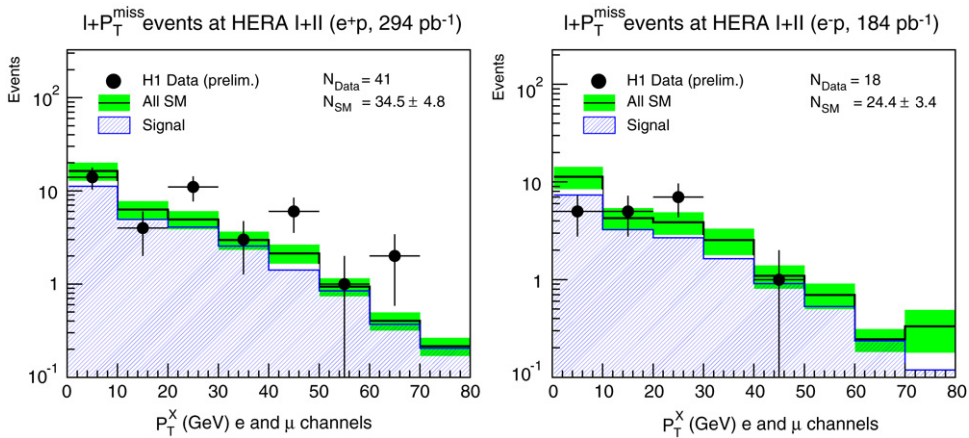 l+P_T^miss events at HERA I+II (e⁺p, 294 pb⁻¹)
Events
10²
10
1
10⁻¹
H1 Data (prelim.)
All SM
Signal
N_Data = 41
N_SM = 34.5 ± 4.8
0 10 20 30 40 50 60 70 80
P_T^X (GeV) e and μ channels
l+P_T^miss events at HERA I+II (e⁻p, 184 pb⁻¹)
Events
10²
10
1
10⁻¹
H1 Data (prelim.)
All SM
Signal
N_Data = 18
N_SM = 24.4 ± 3.4
0 10 20 30 40 50 60 70 80
P_T^X (GeV) e and μ channels